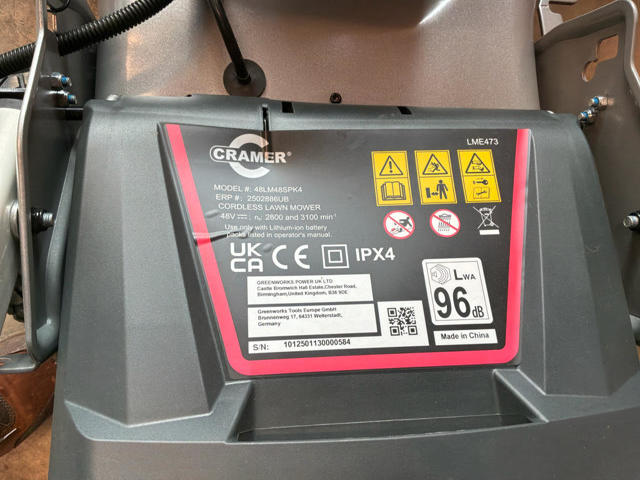 CRAMER®
LME473
MODEL #: 48LM48SPK4
ERP #: 2502886UB
CORDLESS LAWN MOWER
48V ⎓; n₀: 2800 and 3100 min⁻¹
Use only with Lithium-ion battery
packs listed in operator's manual.
UK
CA CE IPX4
GREENWORKS POWER UK LTD
Castle Bromwich Hall Estate,Chester Road,
Birmingham,United Kingdom, B36 9DE
Greenworks Tools Europe GmbH
Brunnenweg 17, 64331 Weiterstadt,
Germany
LWA
96 dB
S/N: 1012501130000584
Made in China